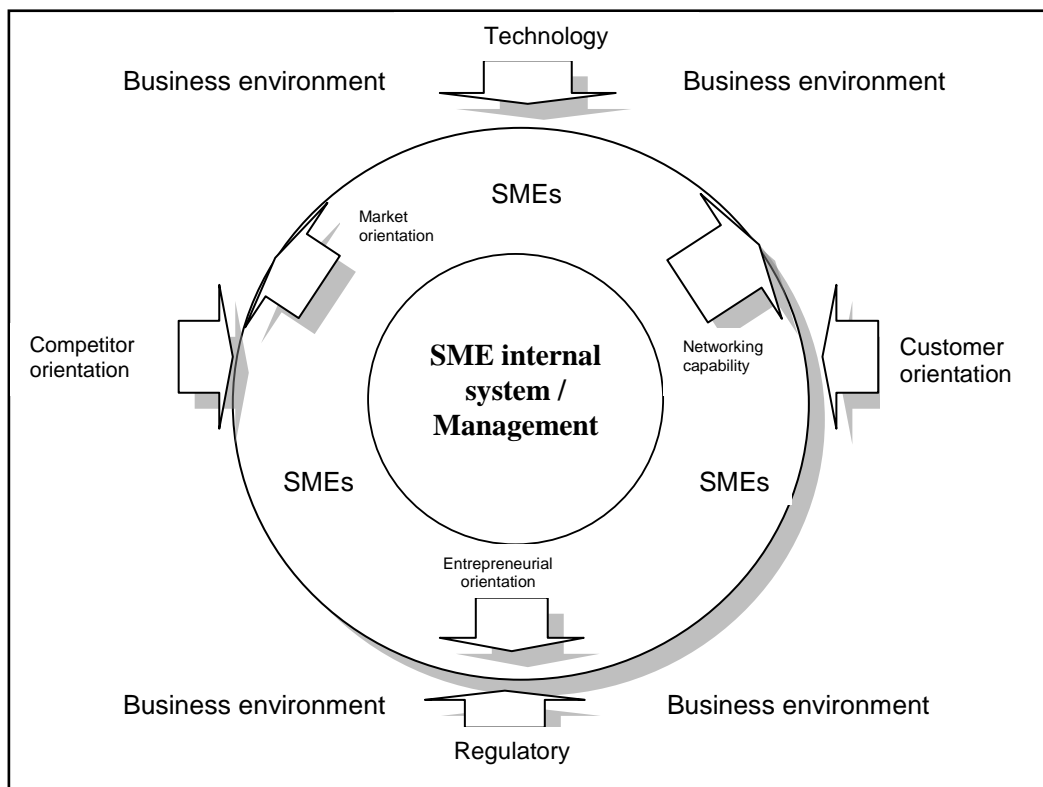 Technology
Business environment
Business environment
SMEs
Market
orientation
Competitor
orientation
SME internal
system /
Management
Networking
capability
Customer
orientation
SMEs
SMEs
Entrepreneurial
orientation
Business environment
Business environment
Regulatory